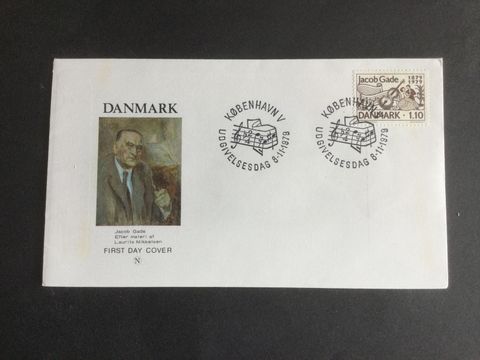 DANMARK
Jacob Gade
Efter maleri af
Laurits Mikkelsen
FIRST DAY COVER
N
KØBENHAVN V
UDGIVELSESDAG 8-11-1979
KØBENHAVN V
UDGIVELSESDAG 8-11-1979
Jacob Gade
1879
1979
DANMARK · 1.10